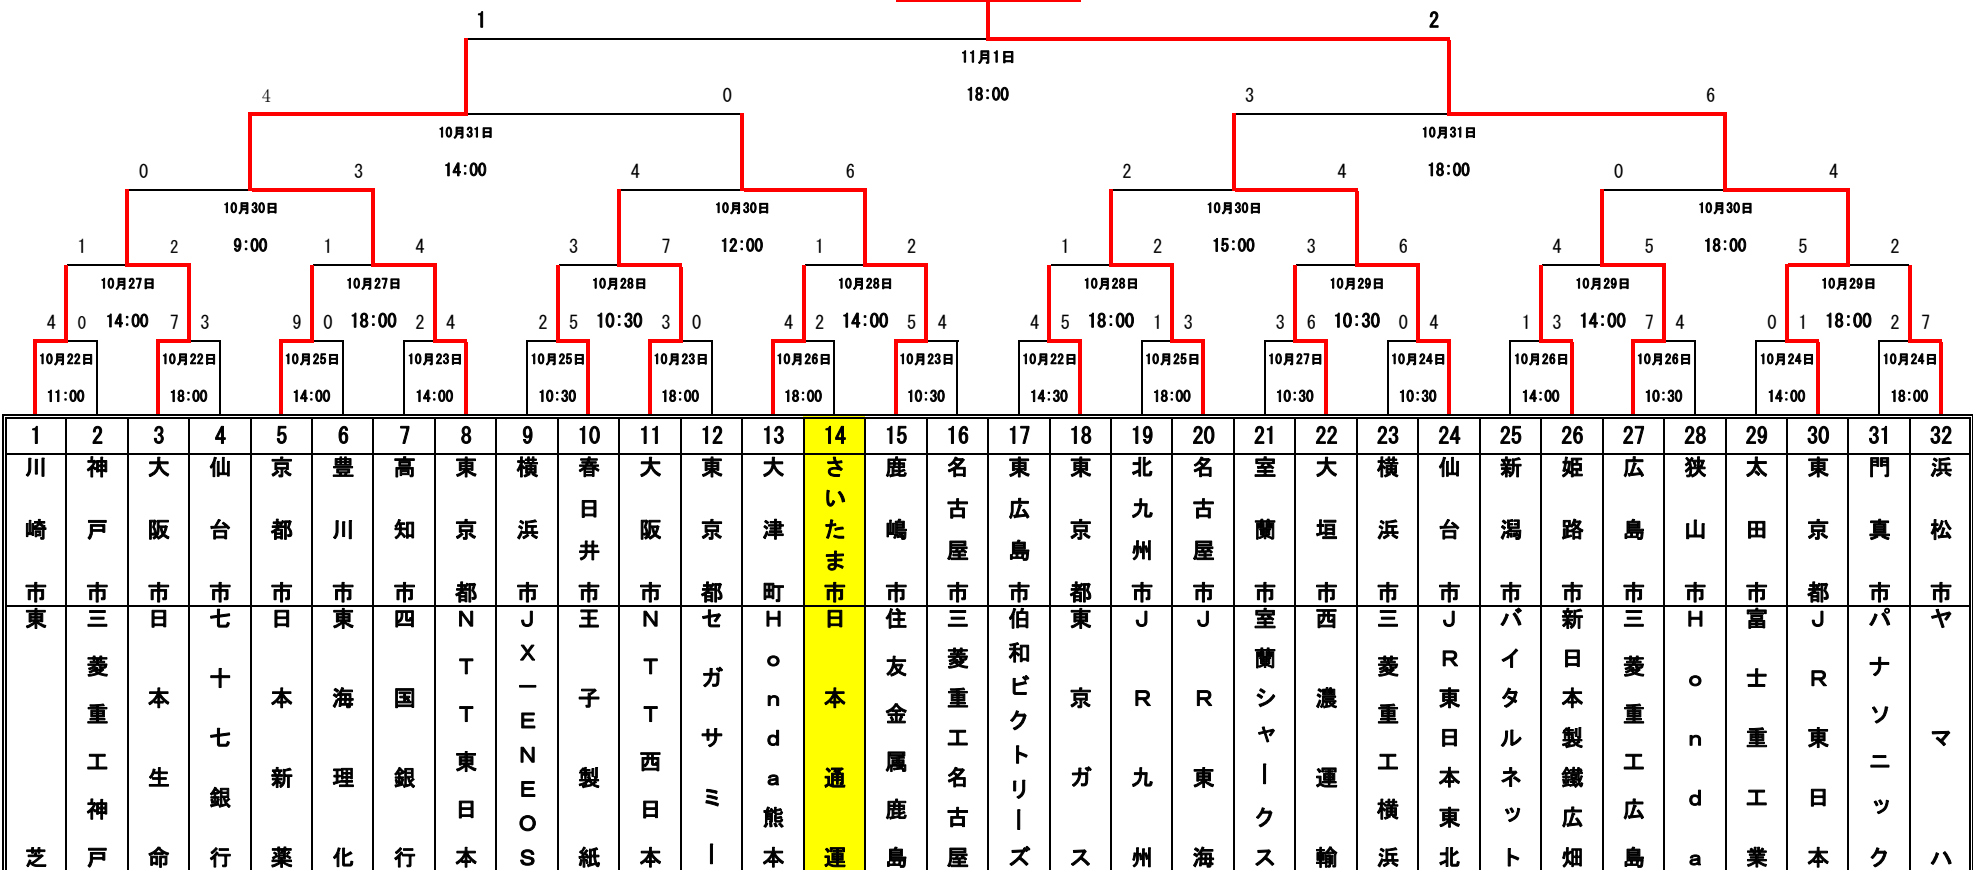 1 2
11月1日
4 0 18:00 3 6
10月31日 10月31日
0 3 14:00 4 6 2 4 18:00 0 4
10月30日 10月30日 10月30日 10月30日
1 2 9:00 1 4 3 7 12:00 1 2 1 2 15:00 3 6 4 5 18:00 5 2
10月27日 10月27日 10月28日 10月28日 10月28日 10月29日 10月29日 10月29日
4 0 14:00 7 3 9 0 18:00 2 4 2 5 10:30 3 0 4 2 14:00 5 4 4 5 18:00 1 3 3 6 10:30 0 4 1 3 14:00 7 4 0 1 18:00 2 7
10月22日 10月22日 10月25日 10月23日 10月25日 10月23日 10月26日 10月23日 10月22日 10月25日 10月27日 10月24日 10月26日 10月26日 10月24日 10月24日
11:00 18:00 14:00 14:00 10:30 18:00 18:00 10:30 14:30 18:00 10:30 10:30 14:00 10:30 14:00 18:00
1 2 3 4 5 6 7 8 9 10 11 12 13 14 15 16 17 18 19 20 21 22 23 24 25 26 27 28 29 30 31 32
川崎市 神戸市 大阪市 仙台市 京都市 豊川市 高知市 東京都 横浜市 春日井市 大阪市 東京都 大津町 さいたま市 鹿嶋市 名古屋市 東広島市 東京都 北九州市 名古屋市 室蘭市 大垣市 横浜市 仙台市 新潟市 姫路市 広島市 狭山市 太田市 東京都 門真市 浜松市
東芝 三菱重工神戸 日本生命 七十七銀行 日本新薬 東海理化 四国銀行 NTT東日本 JX－ENEOS 王子製紙 NTT西日本 セガサミー Honda熊本 日本通運 住友金属鹿島 三菱重工名古屋 伯和ビクトリーズ 東京ガス JR九州 JR東海 室蘭シャークス 西濃運輸 三菱重工横浜 JR東日本東北 バイタルネット 新日本製鐵広畑 三菱重工広島 Honda 富士重工業 JR東日本 パナソニック ヤマハ